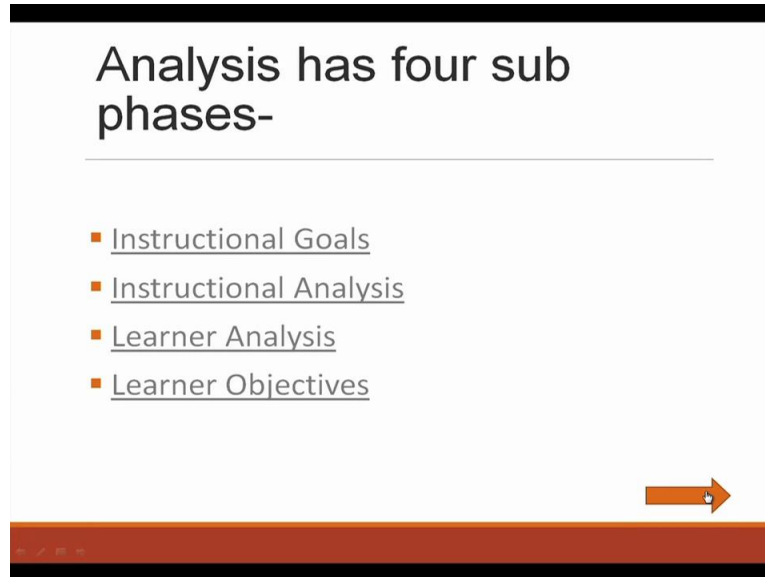 Analysis has four sub
phases-
Instructional Goals
Instructional Analysis
Learner Analysis
Learner Objectives